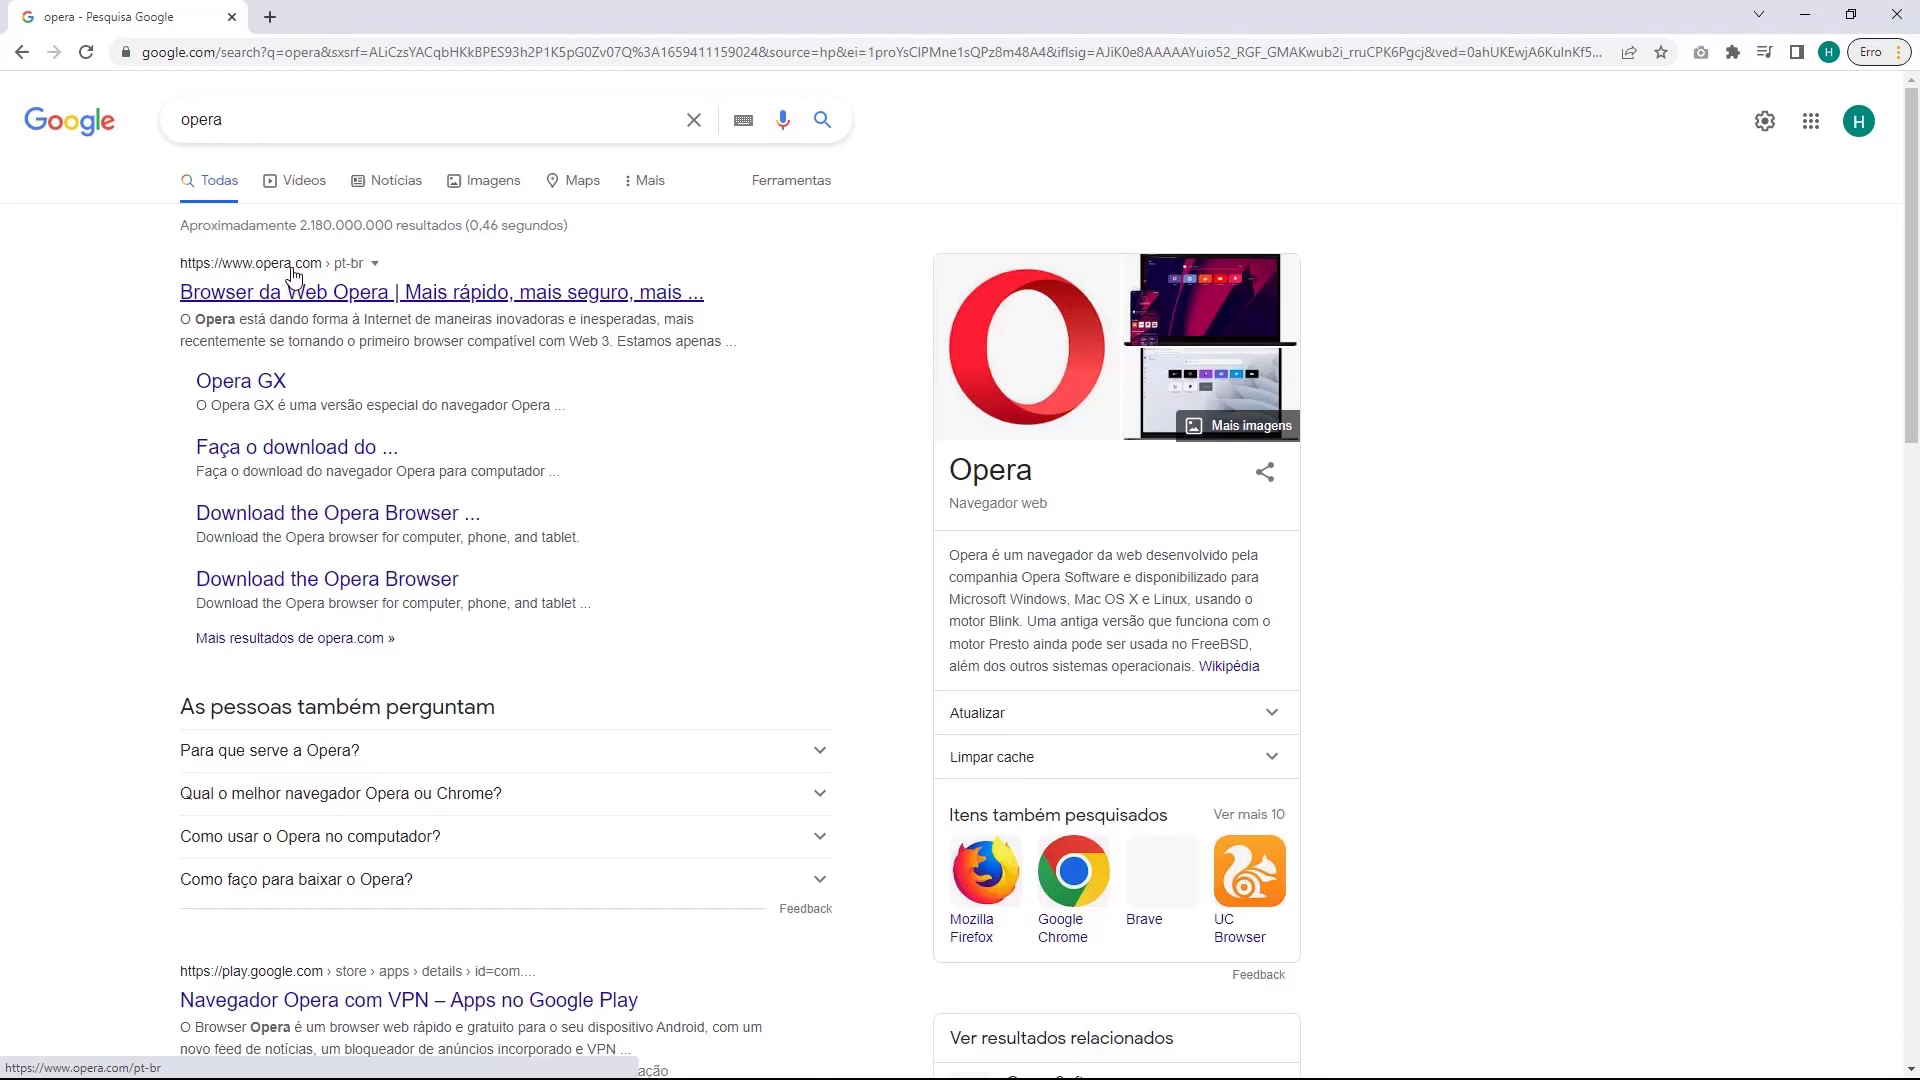 opera - Pesquisa Google
google.com/search?q=opera&sxsrf=ALiCzsYACqbHKkBPES93h2P1K5pG0Zv07Q%3A1659411159024&source=hp&ei=1proYsClPMne1sQPz8m48A4&iflsig=AJiK0e8AAAAAYuio52_RGF_GMAKwub2i_rruCPK6Pgcj&ved=0ahUKEwjA6KulnKf5...
H
Erro
Google
opera
H
Todas
Vídeos
Notícias
Imagens
Maps
Mais
Ferramentas
Aproximadamente 2.180.000.000 resultados (0,46 segundos)
https://www.opera.com › pt-br
Browser da Web Opera | Mais rápido, mais seguro, mais ...
O Opera está dando forma à Internet de maneiras inovadoras e inesperadas, mais
recentemente se tornando o primeiro browser compatível com Web 3. Estamos apenas ...
Opera GX
O Opera GX é uma versão especial do navegador Opera ...
Faça o download do ...
Faça o download do navegador Opera para computador ...
Download the Opera Browser ...
Download the Opera browser for computer, phone, and tablet.
Download the Opera Browser
Download the Opera browser for computer, phone, and tablet ...
Mais resultados de opera.com »
As pessoas também perguntam
Para que serve a Opera?
Qual o melhor navegador Opera ou Chrome?
Como usar o Opera no computador?
Como faço para baixar o Opera?
Feedback
https://play.google.com › store › apps › details › id=com....
Navegador Opera com VPN – Apps no Google Play
O Browser Opera é um browser web rápido e gratuito para o seu dispositivo Android, com um
novo feed de notícias, um bloqueador de anúncios incorporado e VPN ...
ação
https://www.opera.com/pt-br
Mais imagens
Opera
Navegador web
Opera é um navegador da web desenvolvido pela
companhia Opera Software e disponibilizado para
Microsoft Windows, Mac OS X e Linux, usando o
motor Blink. Uma antiga versão que funciona com o
motor Presto ainda pode ser usada no FreeBSD,
além dos outros sistemas operacionais. Wikipédia
Atualizar
Limpar cache
Itens também pesquisados
Ver mais 10
Mozilla
Firefox
Google
Chrome
Brave
UC
Browser
Feedback
Ver resultados relacionados